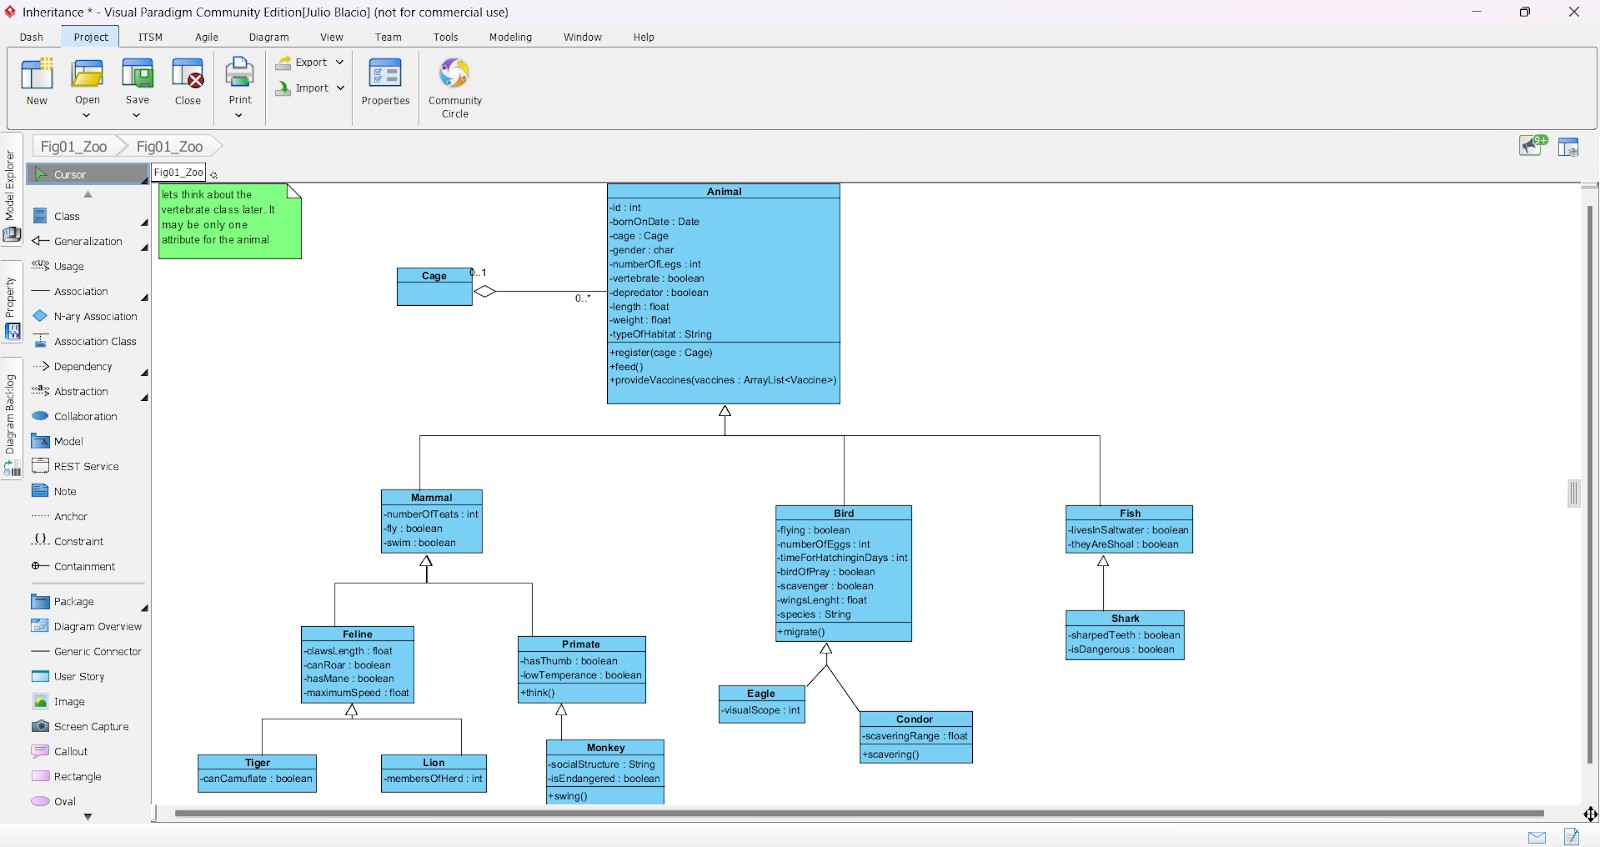 Inheritance * - Visual Paradigm Community Edition[Julio Blacio] (not for commercial use)
Dash Project ITSM Agile Diagram View Team Tools Modeling Window Help
New
Open
Save
Close
Print
Export
Import
Properties
Community
Circle
Fig01_Zoo
Fig01_Zoo
9+
Model Explorer
Property
Diagram Backlog
Cursor
Class
Generalization
Usage
Association
N-ary Association
Association Class
Dependency
Abstraction
Collaboration
Model
REST Service
Note
Anchor
Constraint
Containment
Package
Diagram Overview
Generic Connector
User Story
Image
Screen Capture
Callout
Rectangle
Oval
Fig01_Zoo
lets think about the
vertebrate class later. It
may be only one
attribute for the animal
Cage
0..1
0..*
Animal
-id : int
-bornOnDate : Date
-cage : Cage
-gender : char
-numberOfLegs : int
-vertebrate : boolean
-depredator : boolean
-length : float
-weight : float
-typeOfHabitat : String
+register(cage : Cage)
+feed()
+provideVaccines(vaccines : ArrayList<Vaccine>)
Mammal
-numberOfTeats : int
-fly : boolean
-swim : boolean
Bird
-flying : boolean
-numberOfEggs : int
-timeForHatchinginDays : int
-birdOfPray : boolean
-scavenger : boolean
-wingsLenght : float
-species : String
+migrate()
Fish
-livesInSaltwater : boolean
-theyAreShoal : boolean
Shark
-sharpedTeeth : boolean
-isDangerous : boolean
Feline
-clawsLength : float
-canRoar : boolean
-hasMane : boolean
-maximumSpeed : float
Primate
-hasThumb : boolean
-lowTemperance : boolean
+think()
Eagle
-visualScope : int
Condor
-scaveringRange : float
+scavering()
Tiger
-canCamuflate : boolean
Lion
-membersOfHerd : int
Monkey
-socialStructure : String
-isEndangered : boolean
+swing()